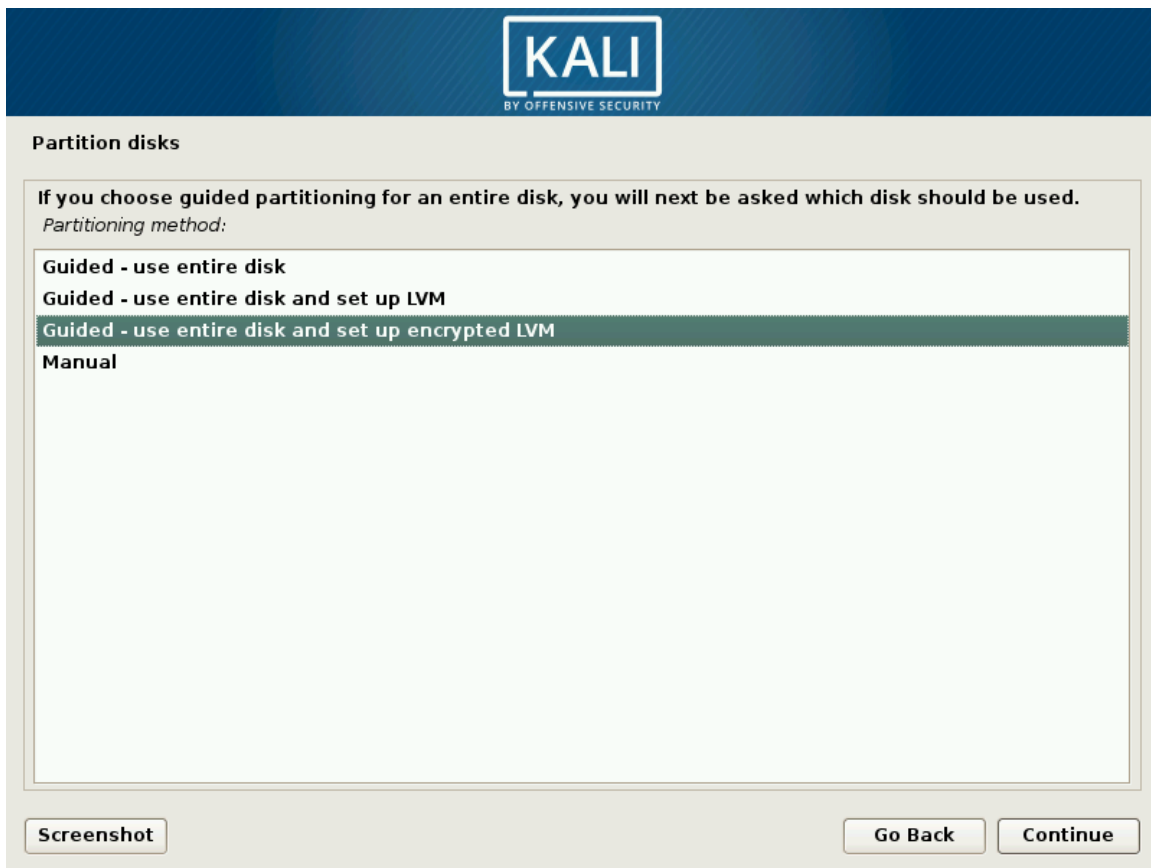 KALI
BY OFFENSIVE SECURITY
Partition disks
If you choose guided partitioning for an entire disk, you will next be asked which disk should be used.
Partitioning method:
Guided - use entire disk
Guided - use entire disk and set up LVM
Guided - use entire disk and set up encrypted LVM
Manual
Screenshot
Go Back
Continue